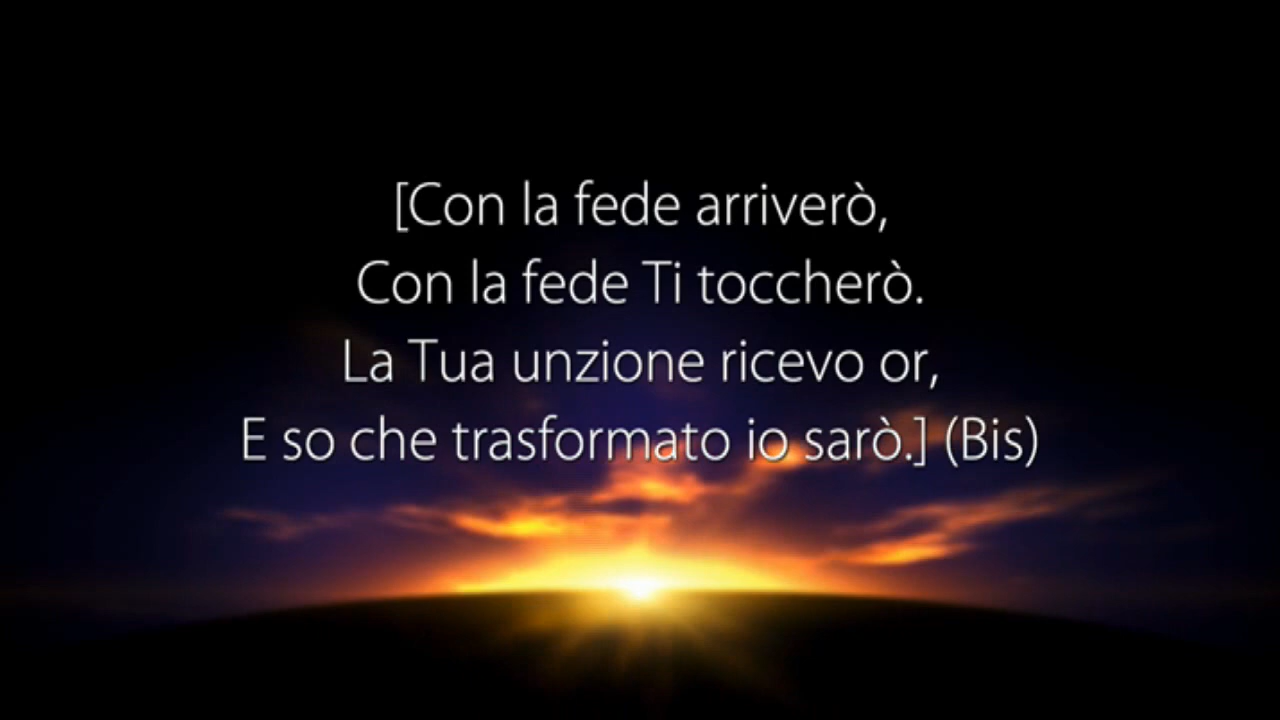 [Con la fede arriverò,
Con la fede Ti toccherò.
La Tua unzione ricevo or,
E so che trasformato io sarò.] (Bis)